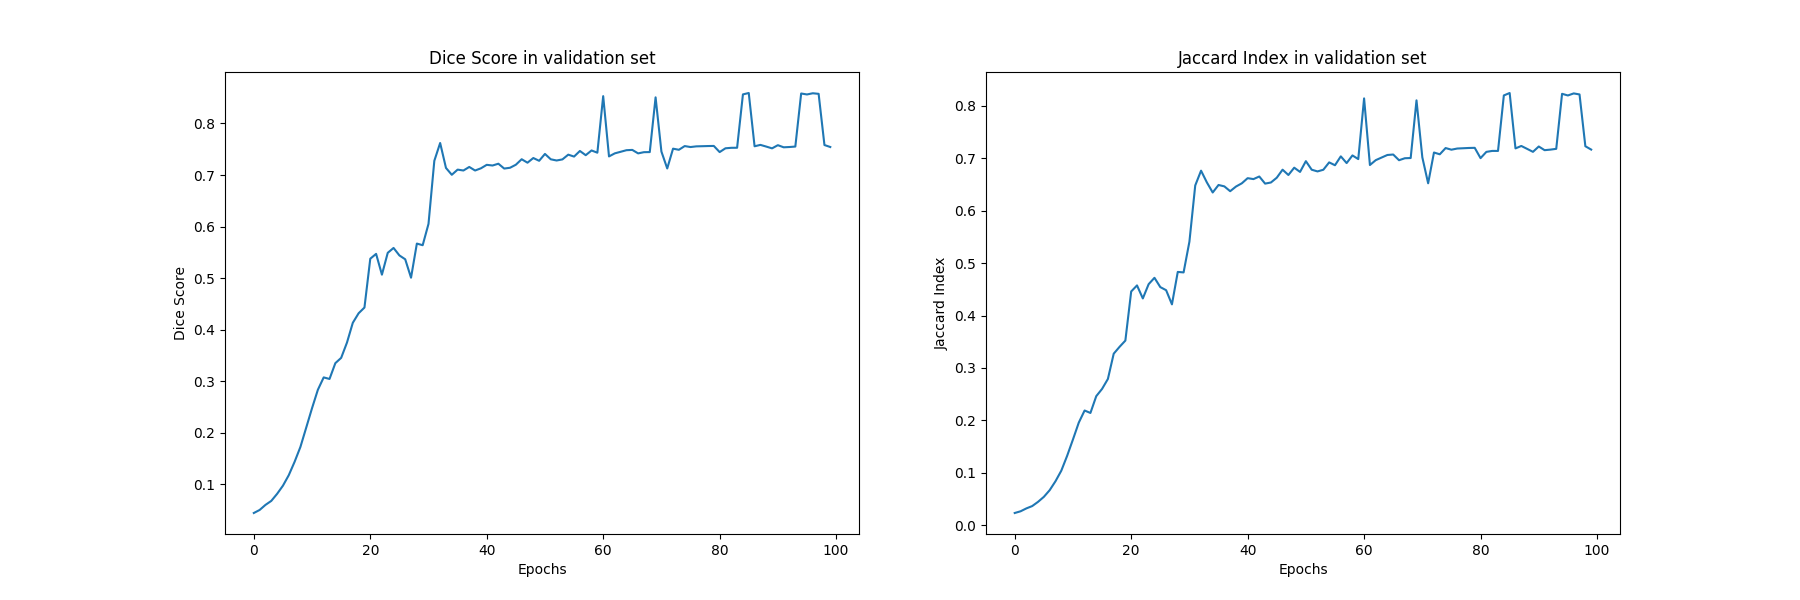 Dice Score in validation set
Dice Score
0.8
0.7
0.6
0.5
0.4
0.3
0.2
0.1
0 20 40 60 80 100
Epochs
Jaccard Index in validation set
Jaccard Index
0.8
0.7
0.6
0.5
0.4
0.3
0.2
0.1
0.0
0 20 40 60 80 100
Epochs